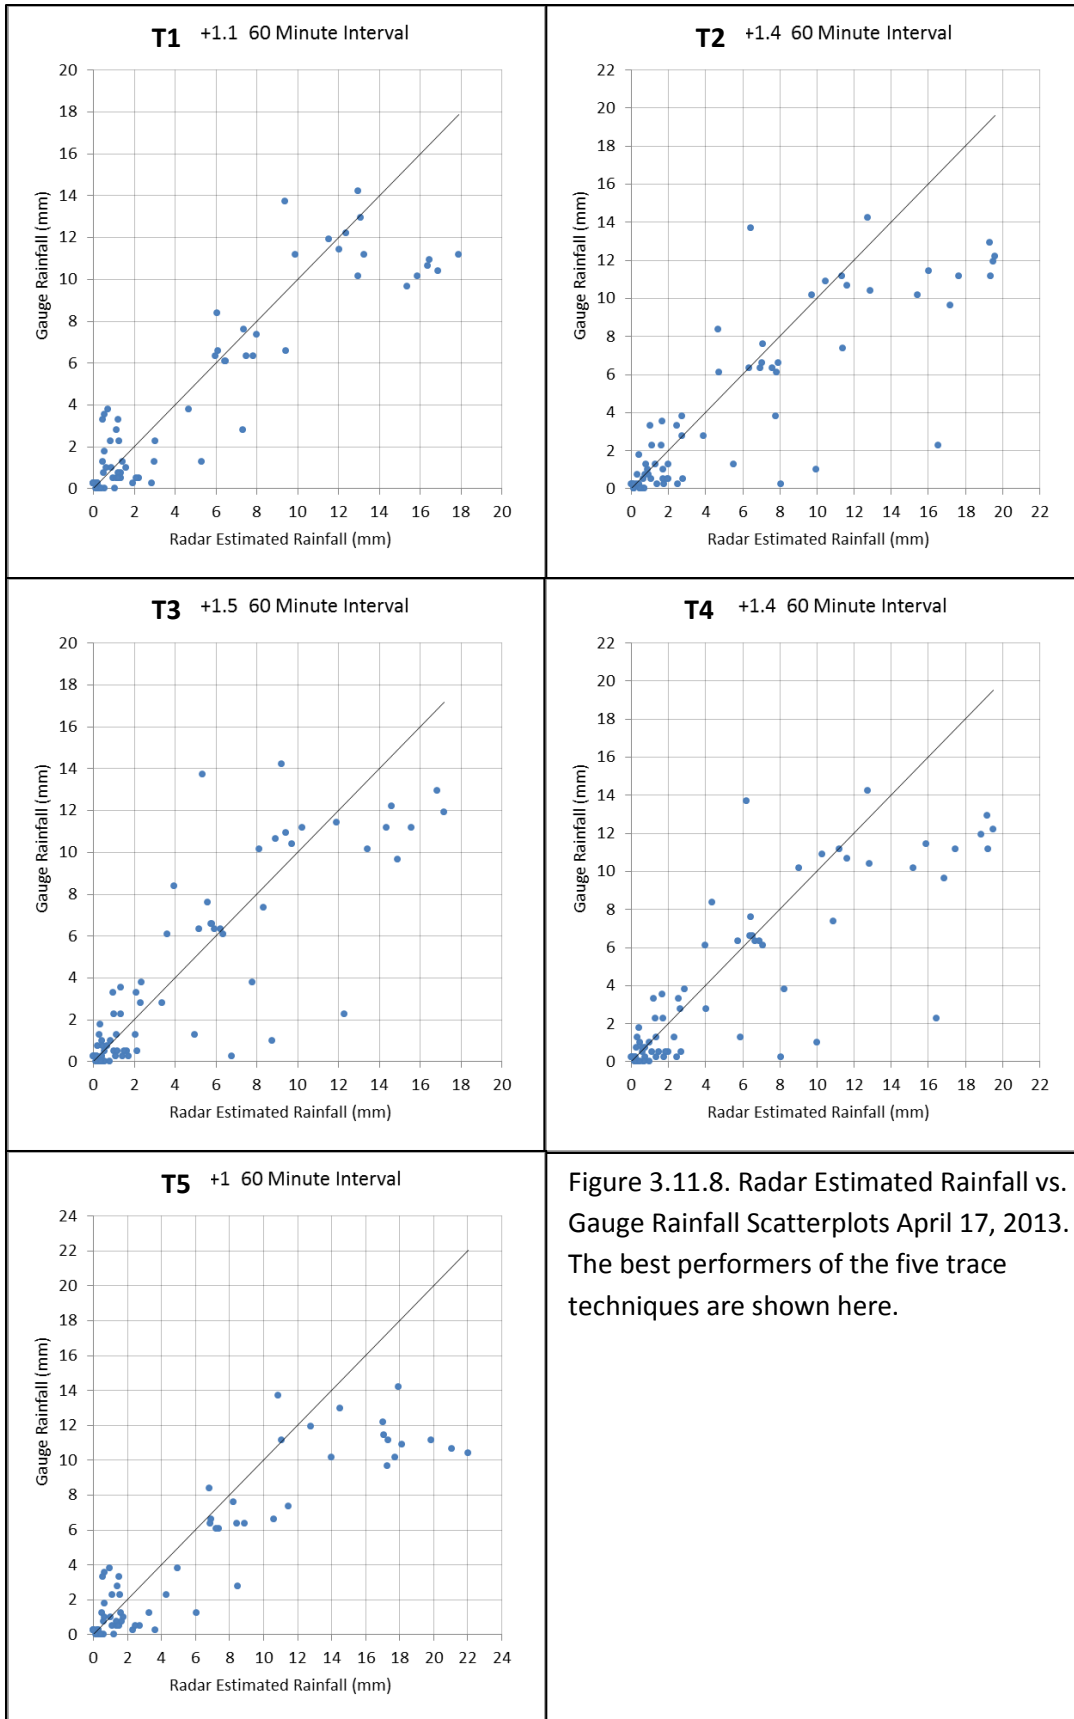 T1 +1.1 60 Minute Interval
20
18
16
14
12
10
8
6
4
2
0
Gauge Rainfall (mm)
0 2 4 6 8 10 12 14 16 18 20
Radar Estimated Rainfall (mm)
T2 +1.4 60 Minute Interval
22
20
18
16
14
12
10
8
6
4
2
0
Gauge Rainfall (mm)
0 2 4 6 8 10 12 14 16 18 20 22
Radar Estimated Rainfall (mm)
T3 +1.5 60 Minute Interval
20
18
16
14
12
10
8
6
4
2
0
Gauge Rainfall (mm)
0 2 4 6 8 10 12 14 16 18 20
Radar Estimated Rainfall (mm)
T4 +1.4 60 Minute Interval
22
20
18
16
14
12
10
8
6
4
2
0
Gauge Rainfall (mm)
0 2 4 6 8 10 12 14 16 18 20 22
Radar Estimated Rainfall (mm)
T5 +1 60 Minute Interval
24
22
20
18
16
14
12
10
8
6
4
2
0
Gauge Rainfall (mm)
0 2 4 6 8 10 12 14 16 18 20 22 24
Radar Estimated Rainfall (mm)
Figure 3.11.8. Radar Estimated Rainfall vs.
Gauge Rainfall Scatterplots April 17, 2013.
The best performers of the five trace
techniques are shown here.